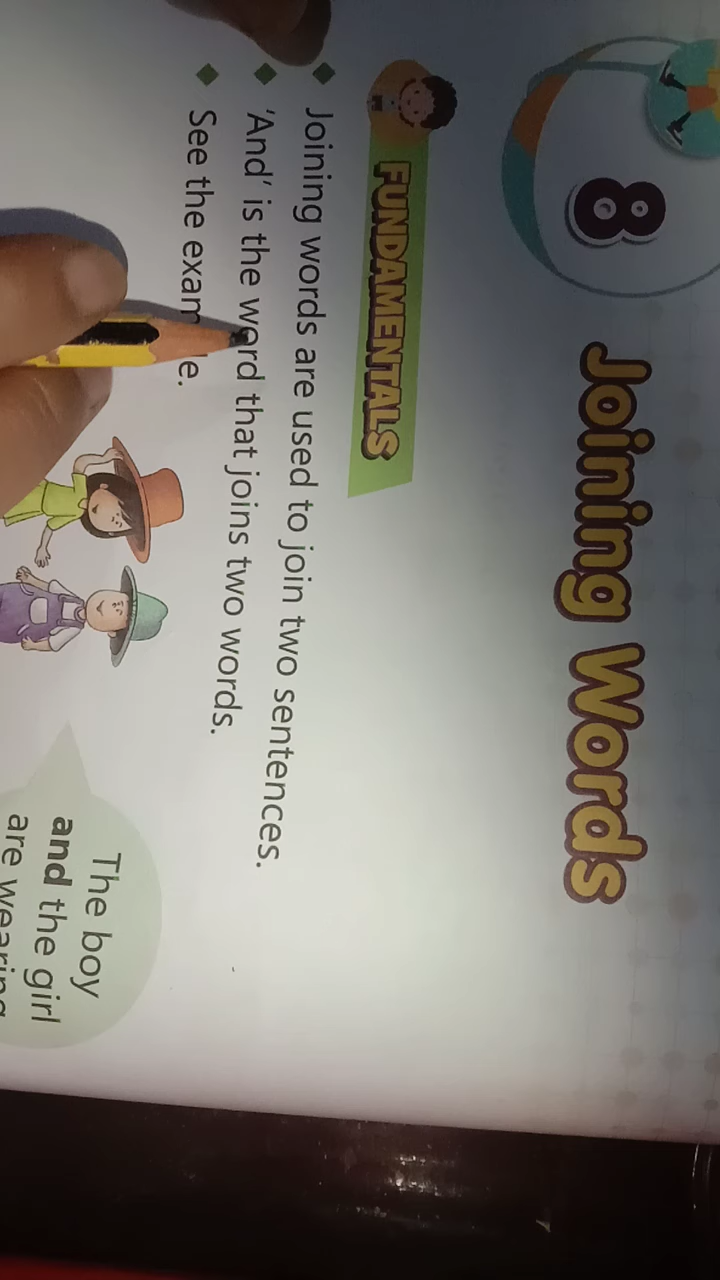 8
Joining Words
FUNDAMENTALS
Joining words are used to join two sentences.
'And' is the word that joins two words.
See the
The boy
and the girl
are